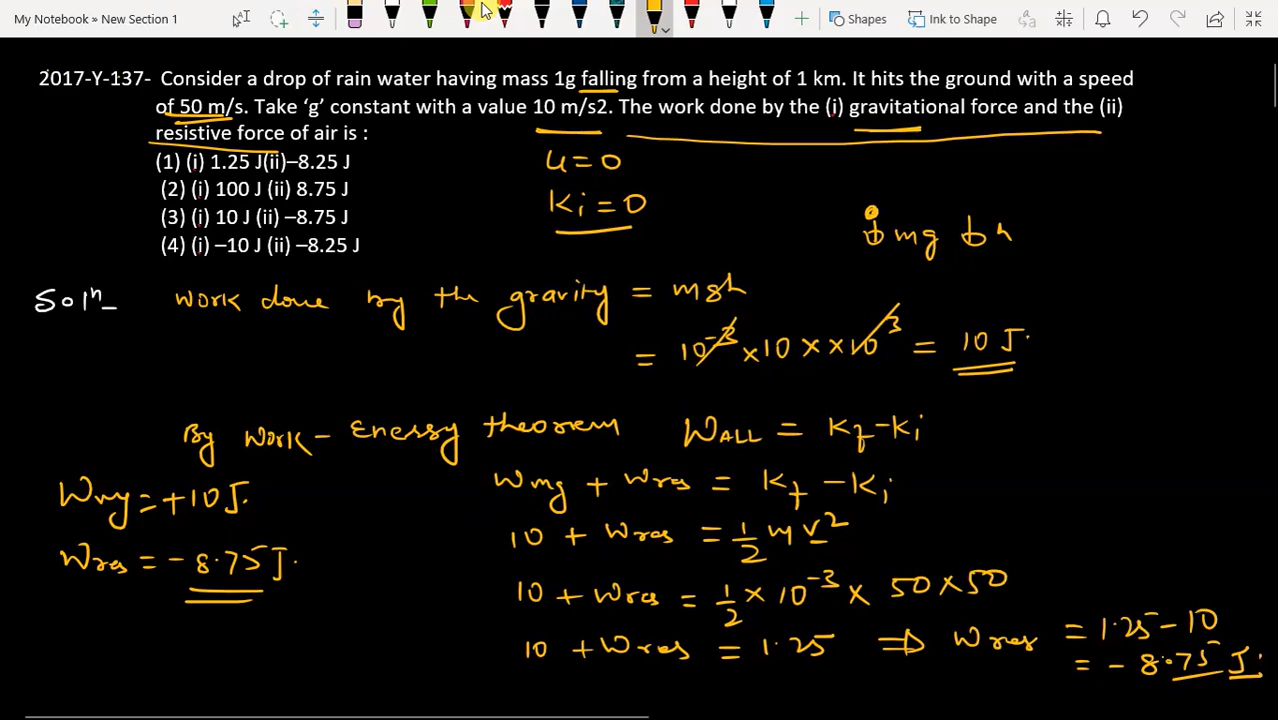 My Notebook » New Section 1
Shapes
Ink to Shape
2017-Y-137- Consider a drop of rain water having mass 1g falling from a height of 1 km. It hits the ground with a speed
of 50 m/s. Take ‘g’ constant with a value 10 m/s2. The work done by the (i) gravitational force and the (ii)
resistive force of air is :
(1) (i) 1.25 J(ii)–8.25 J
(2) (i) 100 J (ii) 8.75 J
(3) (i) 10 J (ii) –8.75 J
(4) (i) –10 J (ii) –8.25 J
u = 0
Ki = 0
mg h
Soln- work done by the gravity = mgh
= 10^-3 × 10 × × 10^3 = 10 J.
By Work - Energy theorem WALL = Kf - Ki
Wmg = +10 J.
Wmg + Wres = Kf - Ki
10 + Wres = 1/2 m v^2
Wres = - 8.75 J.
10 + Wres = 1/2 × 10^-3 × 50 × 50
10 + Wres = 1.25 ⇒ Wres = 1.25 - 10
= - 8.75 J.